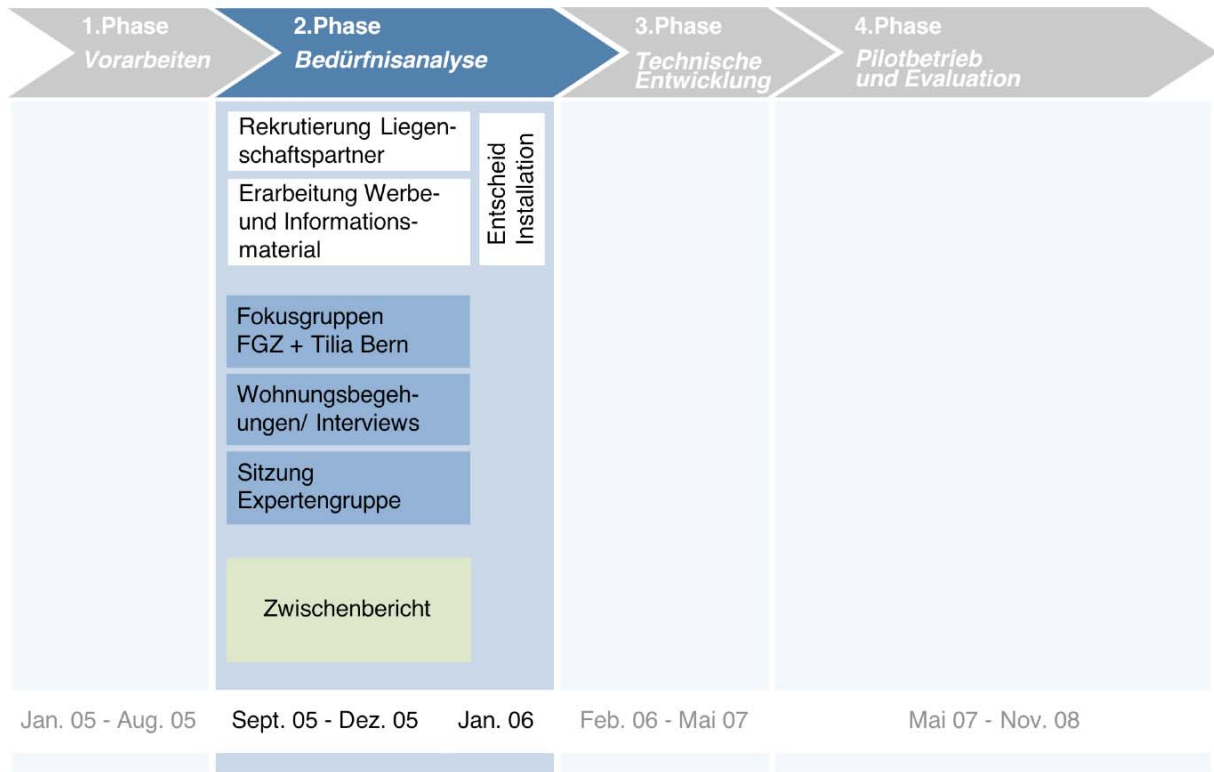 1.Phase
Vorarbeiten
2.Phase
Bedürfnisanalyse
3.Phase
Technische
Entwicklung
4.Phase
Pilotbetrieb
und Evaluation
Rekrutierung Liegen-
schaftspartner
Erarbeitung Werbe-
und Informations-
material
Entscheid
Installation
Fokusgruppen
FGZ + Tilia Bern
Wohnungsbegeh-
ungen/ Interviews
Sitzung
Expertengruppe
Zwischenbericht
Jan. 05 - Aug. 05
Sept. 05 - Dez. 05
Jan. 06
Feb. 06 - Mai 07
Mai 07 - Nov. 08